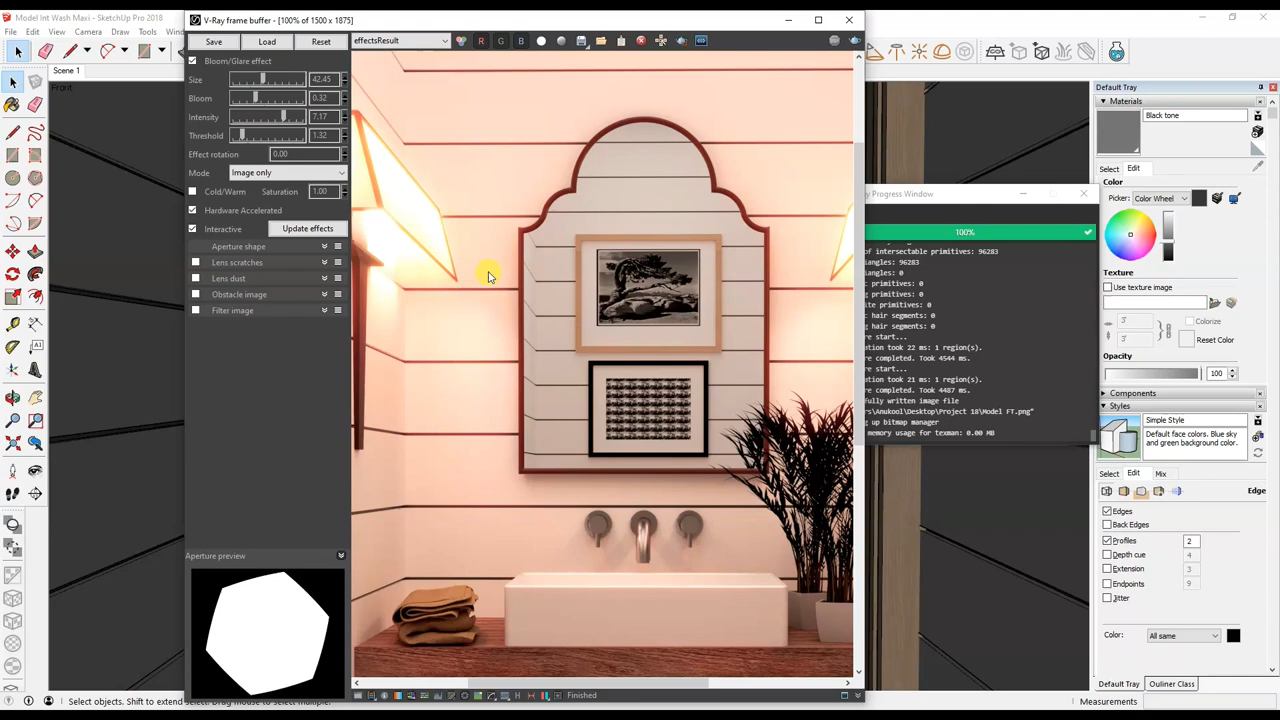 Model Int Wash Maxi - SketchUp Pro 2018
File Edit View Camera Draw Tools
Scene 1
Front
V-Ray frame buffer - [100% of 1500 x 1875]
Save Load Reset
effectsResult
R G B
Bloom/Glare effect
Size 42.45
Bloom 0.32
Intensity 7.17
Threshold 1.32
Effect rotation 0.00
Mode Image only
Cold/Warm Saturation 1.00
Hardware Accelerated
Interactive Update effects
Aperture shape
Lens scratches
Lens dust
Obstacle image
Filter image
Aperture preview
Finished
Progress Window
100%
of intersectable primitives: 96283
angles: 96283
angles: 0
primitives: 0
primitives: 0
hair segments: 0
hair segments: 0
e start...
ation took 22 ms: 1 region(s).
re completed. Took 4544 ms.
e start...
ation took 21 ms: 1 region(s).
re completed. Took 4487 ms.
fully written image file
rs\Anukool\Desktop\Project 18\Model FT.png"
g up bitmap manager
memory usage for texman: 0.00 MB
Default Tray
Materials
Black tone
Select Edit
Color
Picker: Color Wheel
Texture
Use texture image
3' Colorize
3' Reset Color
Opacity
100
Components
Styles
Simple Style
Default face colors. Blue sky
and green background color.
Select Edit Mix
Edge
Edges
Back Edges
Profiles 2
Depth cue 4
Extension 3
Endpoints 9
Jitter
Color: All same
Default Tray Outliner Class
Select objects. Shift to extend select. Drag mouse to select multiple.
Measurements